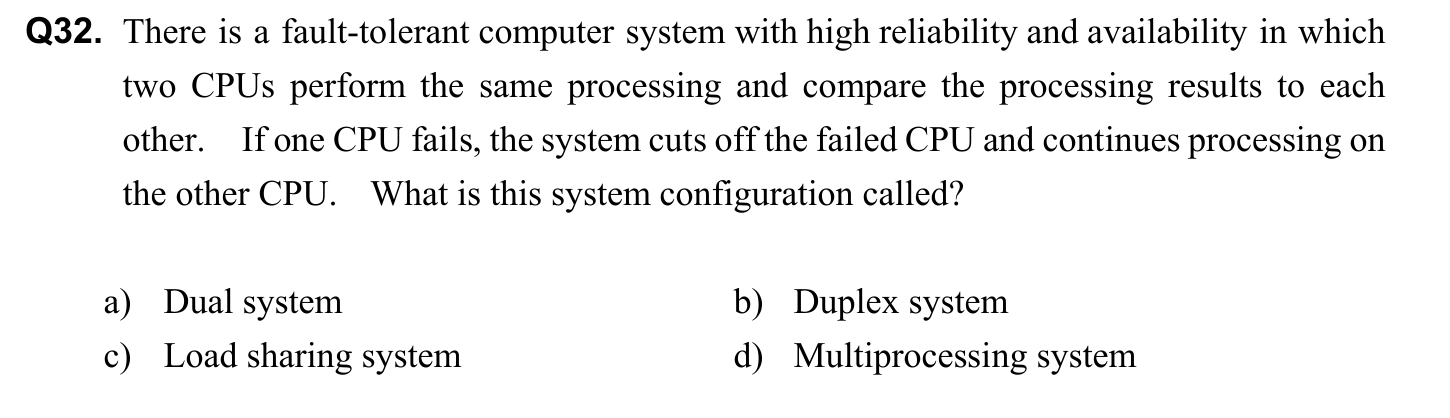 Q32. There is a fault-tolerant computer system with high reliability and availability in which
two CPUs perform the same processing and compare the processing results to each
other. If one CPU fails, the system cuts off the failed CPU and continues processing on
the other CPU. What is this system configuration called?
a) Dual system b) Duplex system
c) Load sharing system d) Multiprocessing system